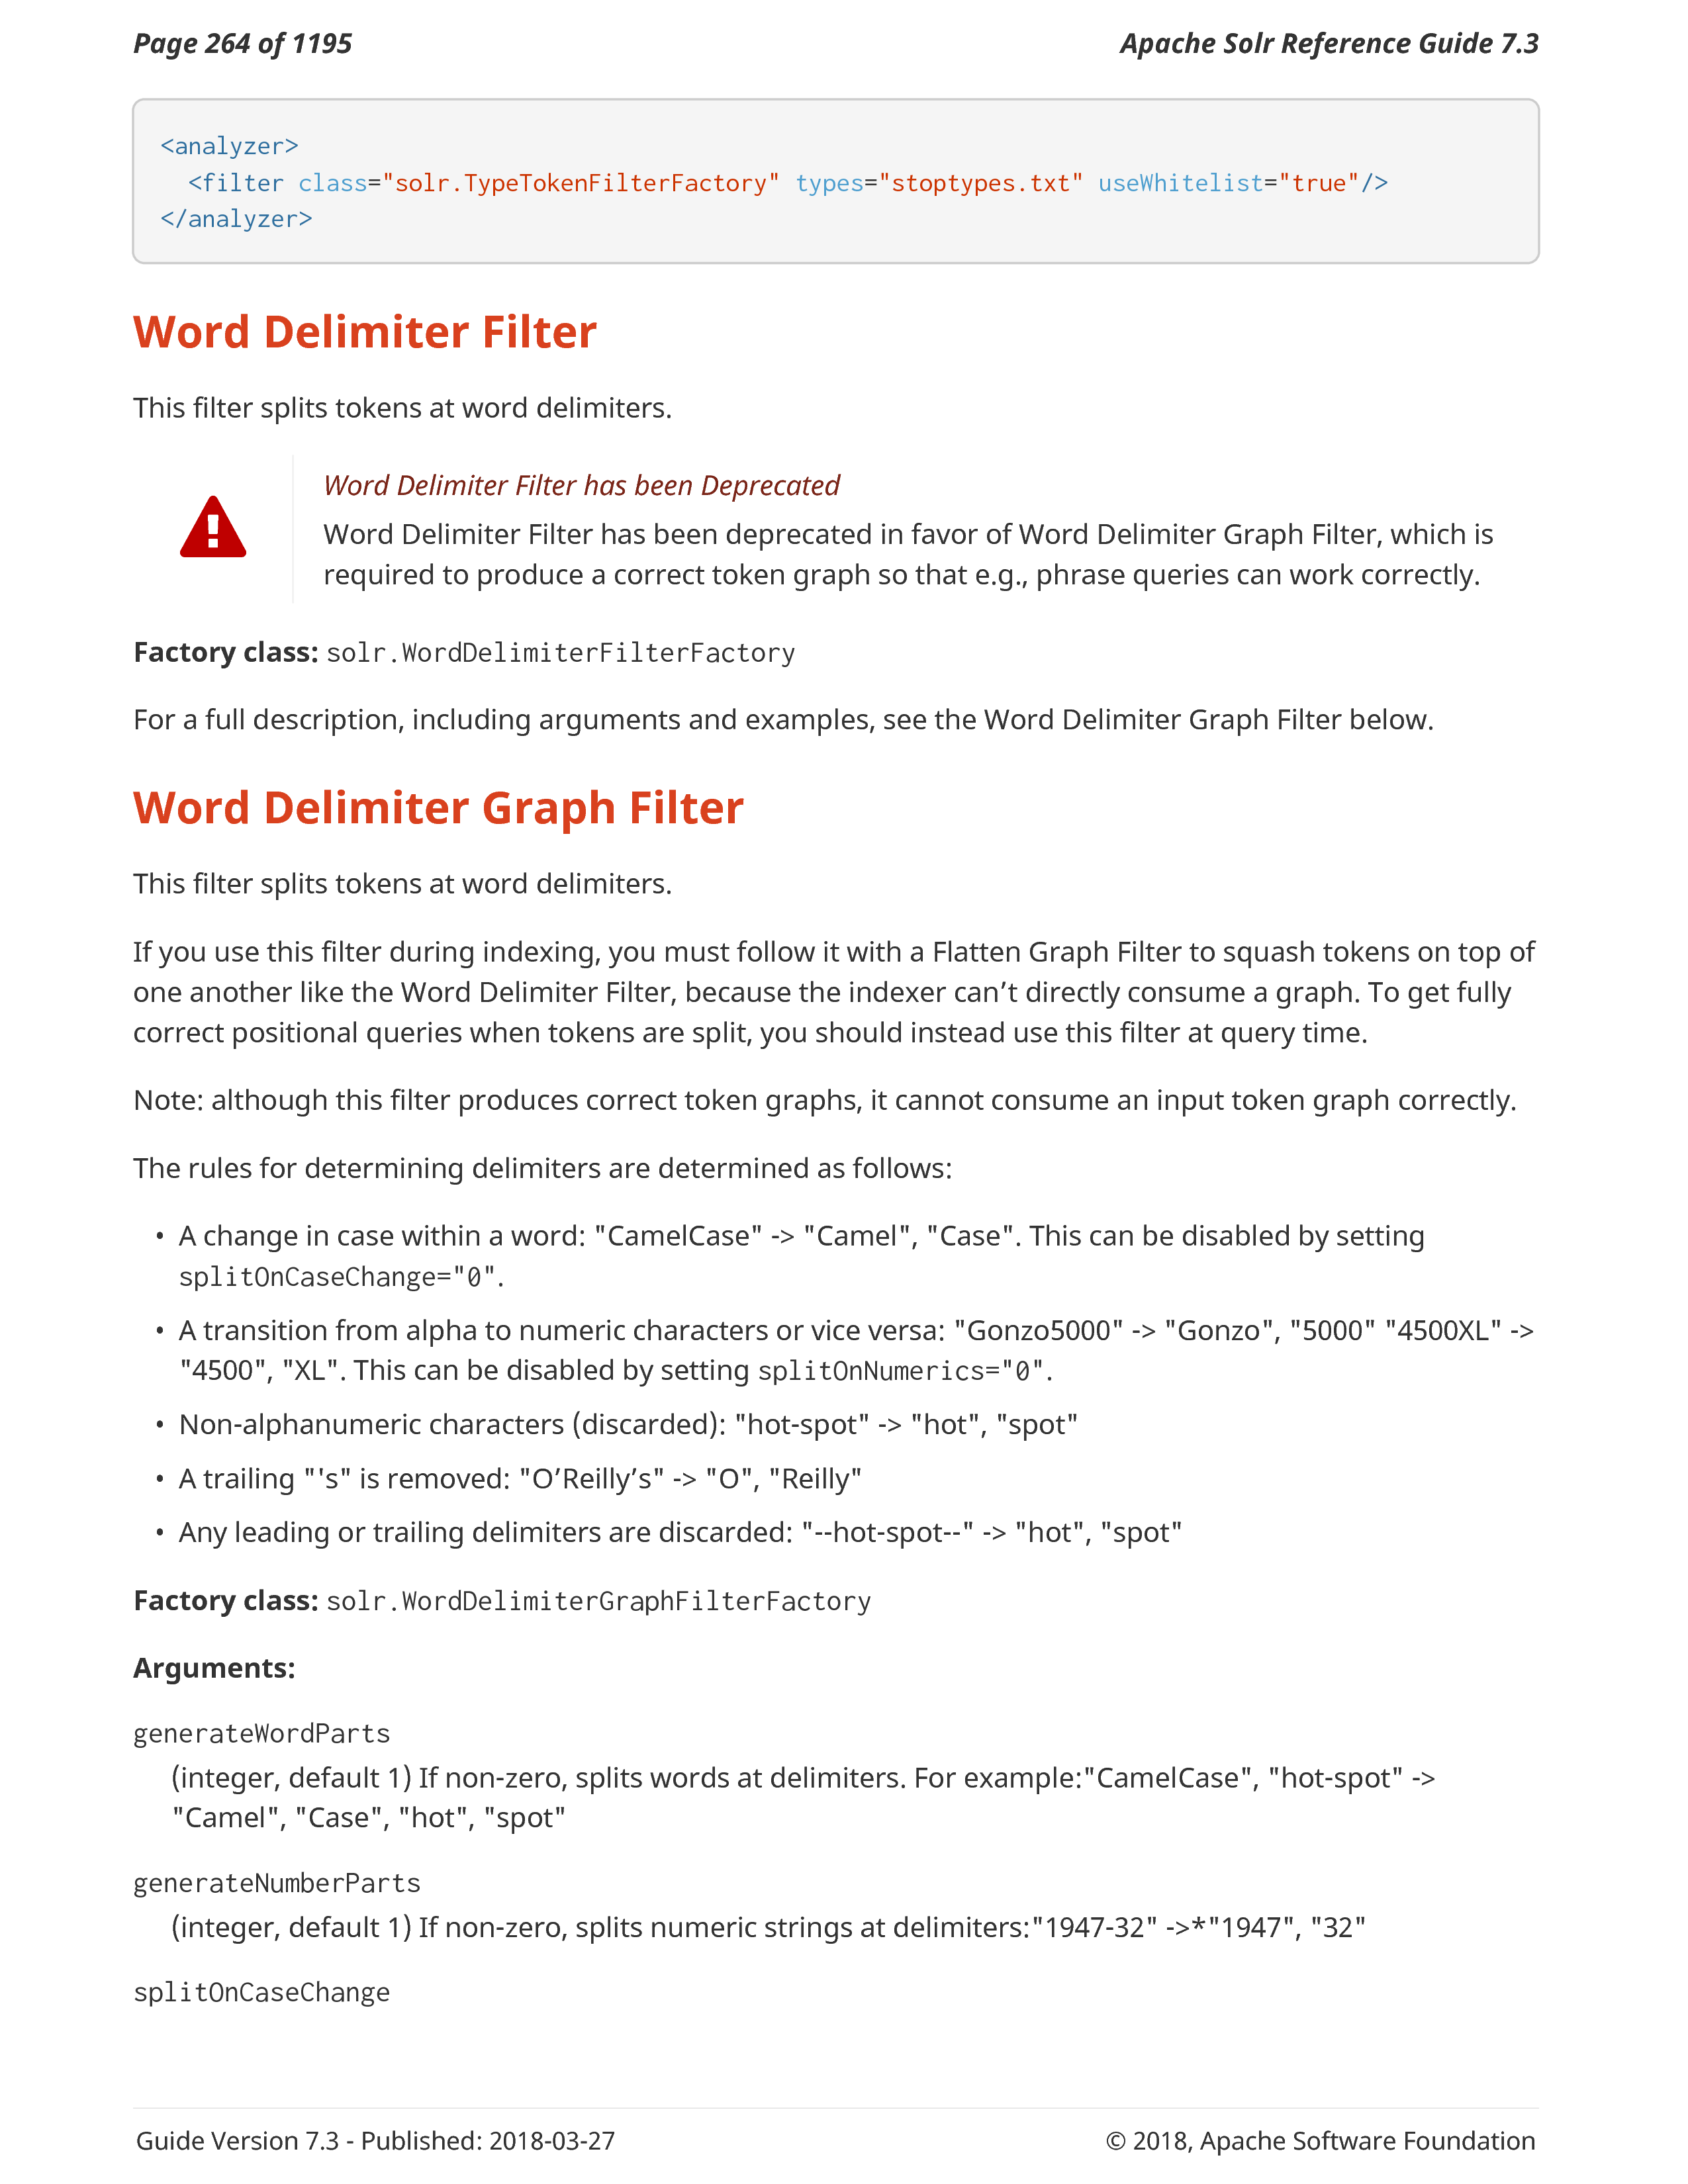 Page 264 of 1195
Apache Solr Reference Guide 7.3
<analyzer>
  <filter class="solr.TypeTokenFilterFactory" types="stoptypes.txt" useWhitelist="true"/>
</analyzer>
Word Delimiter Filter
This filter splits tokens at word delimiters.
Word Delimiter Filter has been Deprecated
Word Delimiter Filter has been deprecated in favor of Word Delimiter Graph Filter, which is
required to produce a correct token graph so that e.g., phrase queries can work correctly.
Factory class: solr.WordDelimiterFilterFactory
For a full description, including arguments and examples, see the Word Delimiter Graph Filter below.
Word Delimiter Graph Filter
This filter splits tokens at word delimiters.
If you use this filter during indexing, you must follow it with a Flatten Graph Filter to squash tokens on top of
one another like the Word Delimiter Filter, because the indexer can’t directly consume a graph. To get fully
correct positional queries when tokens are split, you should instead use this filter at query time.
Note: although this filter produces correct token graphs, it cannot consume an input token graph correctly.
The rules for determining delimiters are determined as follows:
• A change in case within a word: "CamelCase" -> "Camel", "Case". This can be disabled by setting
splitOnCaseChange="0".
• A transition from alpha to numeric characters or vice versa: "Gonzo5000" -> "Gonzo", "5000" "4500XL" ->
"4500", "XL". This can be disabled by setting splitOnNumerics="0".
• Non-alphanumeric characters (discarded): "hot-spot" -> "hot", "spot"
• A trailing "'s" is removed: "O’Reilly’s" -> "O", "Reilly"
• Any leading or trailing delimiters are discarded: "--hot-spot--" -> "hot", "spot"
Factory class: solr.WordDelimiterGraphFilterFactory
Arguments:
generateWordParts
(integer, default 1) If non-zero, splits words at delimiters. For example:"CamelCase", "hot-spot" ->
"Camel", "Case", "hot", "spot"
generateNumberParts
(integer, default 1) If non-zero, splits numeric strings at delimiters:"1947-32" ->*"1947", "32"
splitOnCaseChange
Guide Version 7.3 - Published: 2018-03-27
© 2018, Apache Software Foundation